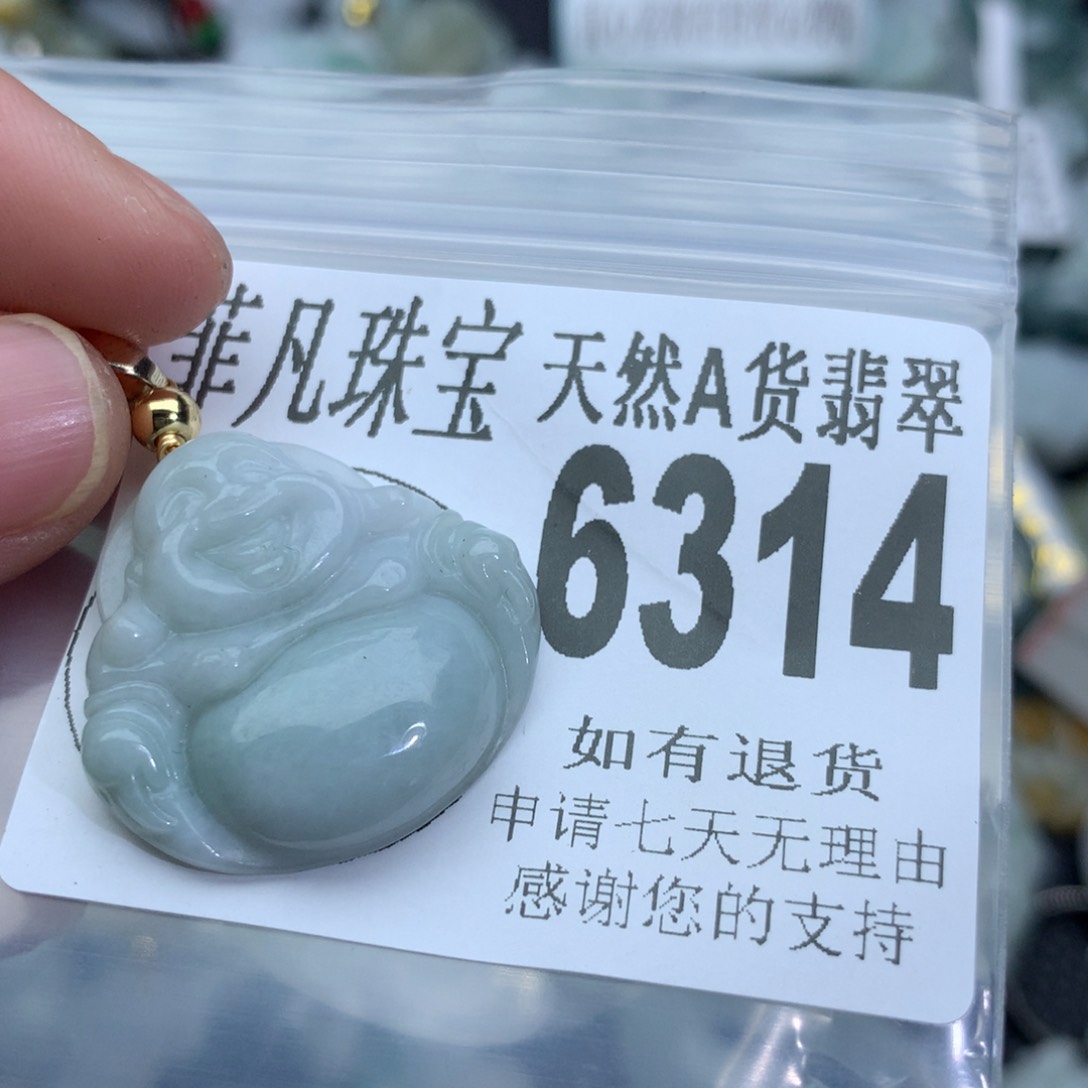 菲凡珠宝 天然A货翡翠
6314
如有退货
申请七天无理由
感谢您的支持